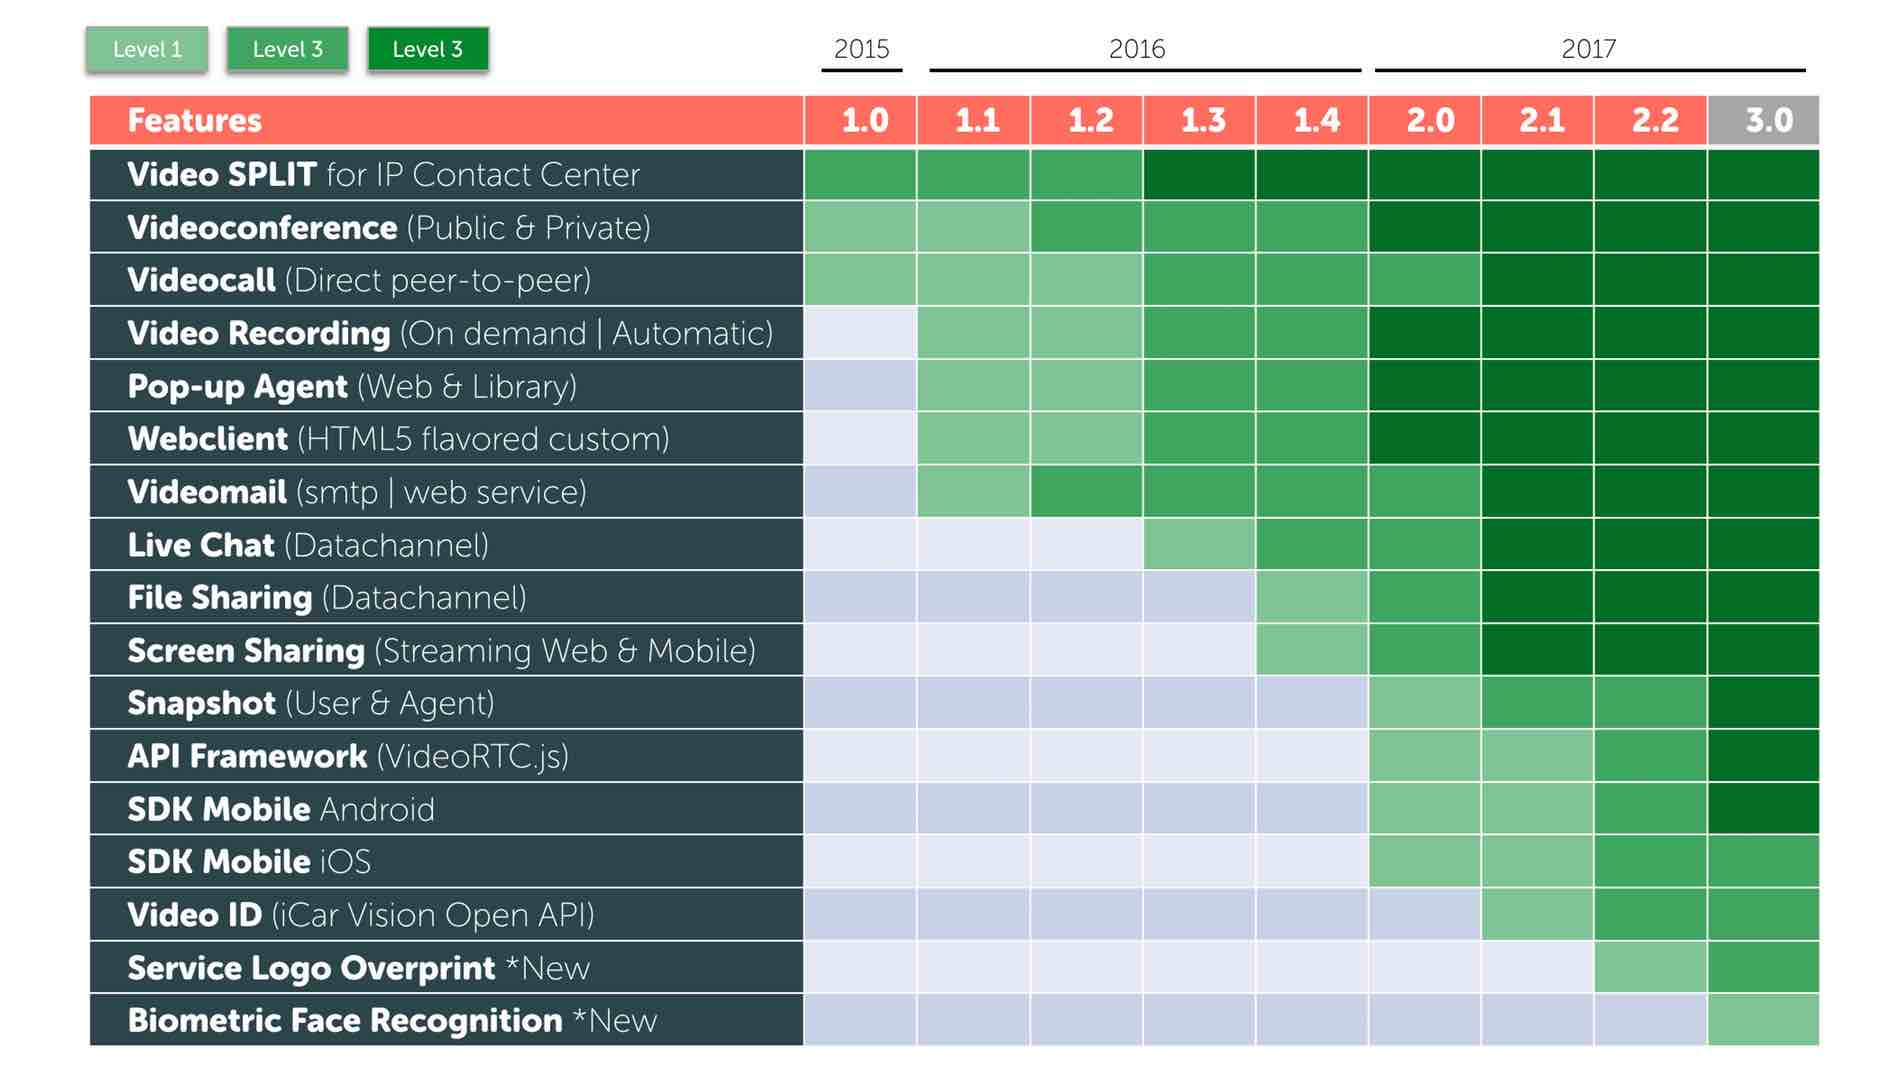 Level 1 Level 3 Level 3 2015 2016 2017
Features 1.0 1.1 1.2 1.3 1.4 2.0 2.1 2.2 3.0
Video SPLIT for IP Contact Center
Videoconference (Public & Private)
Videocall (Direct peer-to-peer)
Video Recording (On demand | Automatic)
Pop-up Agent (Web & Library)
Webclient (HTML5 flavored custom)
Videomail (smtp | web service)
Live Chat (Datachannel)
File Sharing (Datachannel)
Screen Sharing (Streaming Web & Mobile)
Snapshot (User & Agent)
API Framework (VideoRTC.js)
SDK Mobile Android
SDK Mobile iOS
Video ID (iCar Vision Open API)
Service Logo Overprint *New
Biometric Face Recognition *New